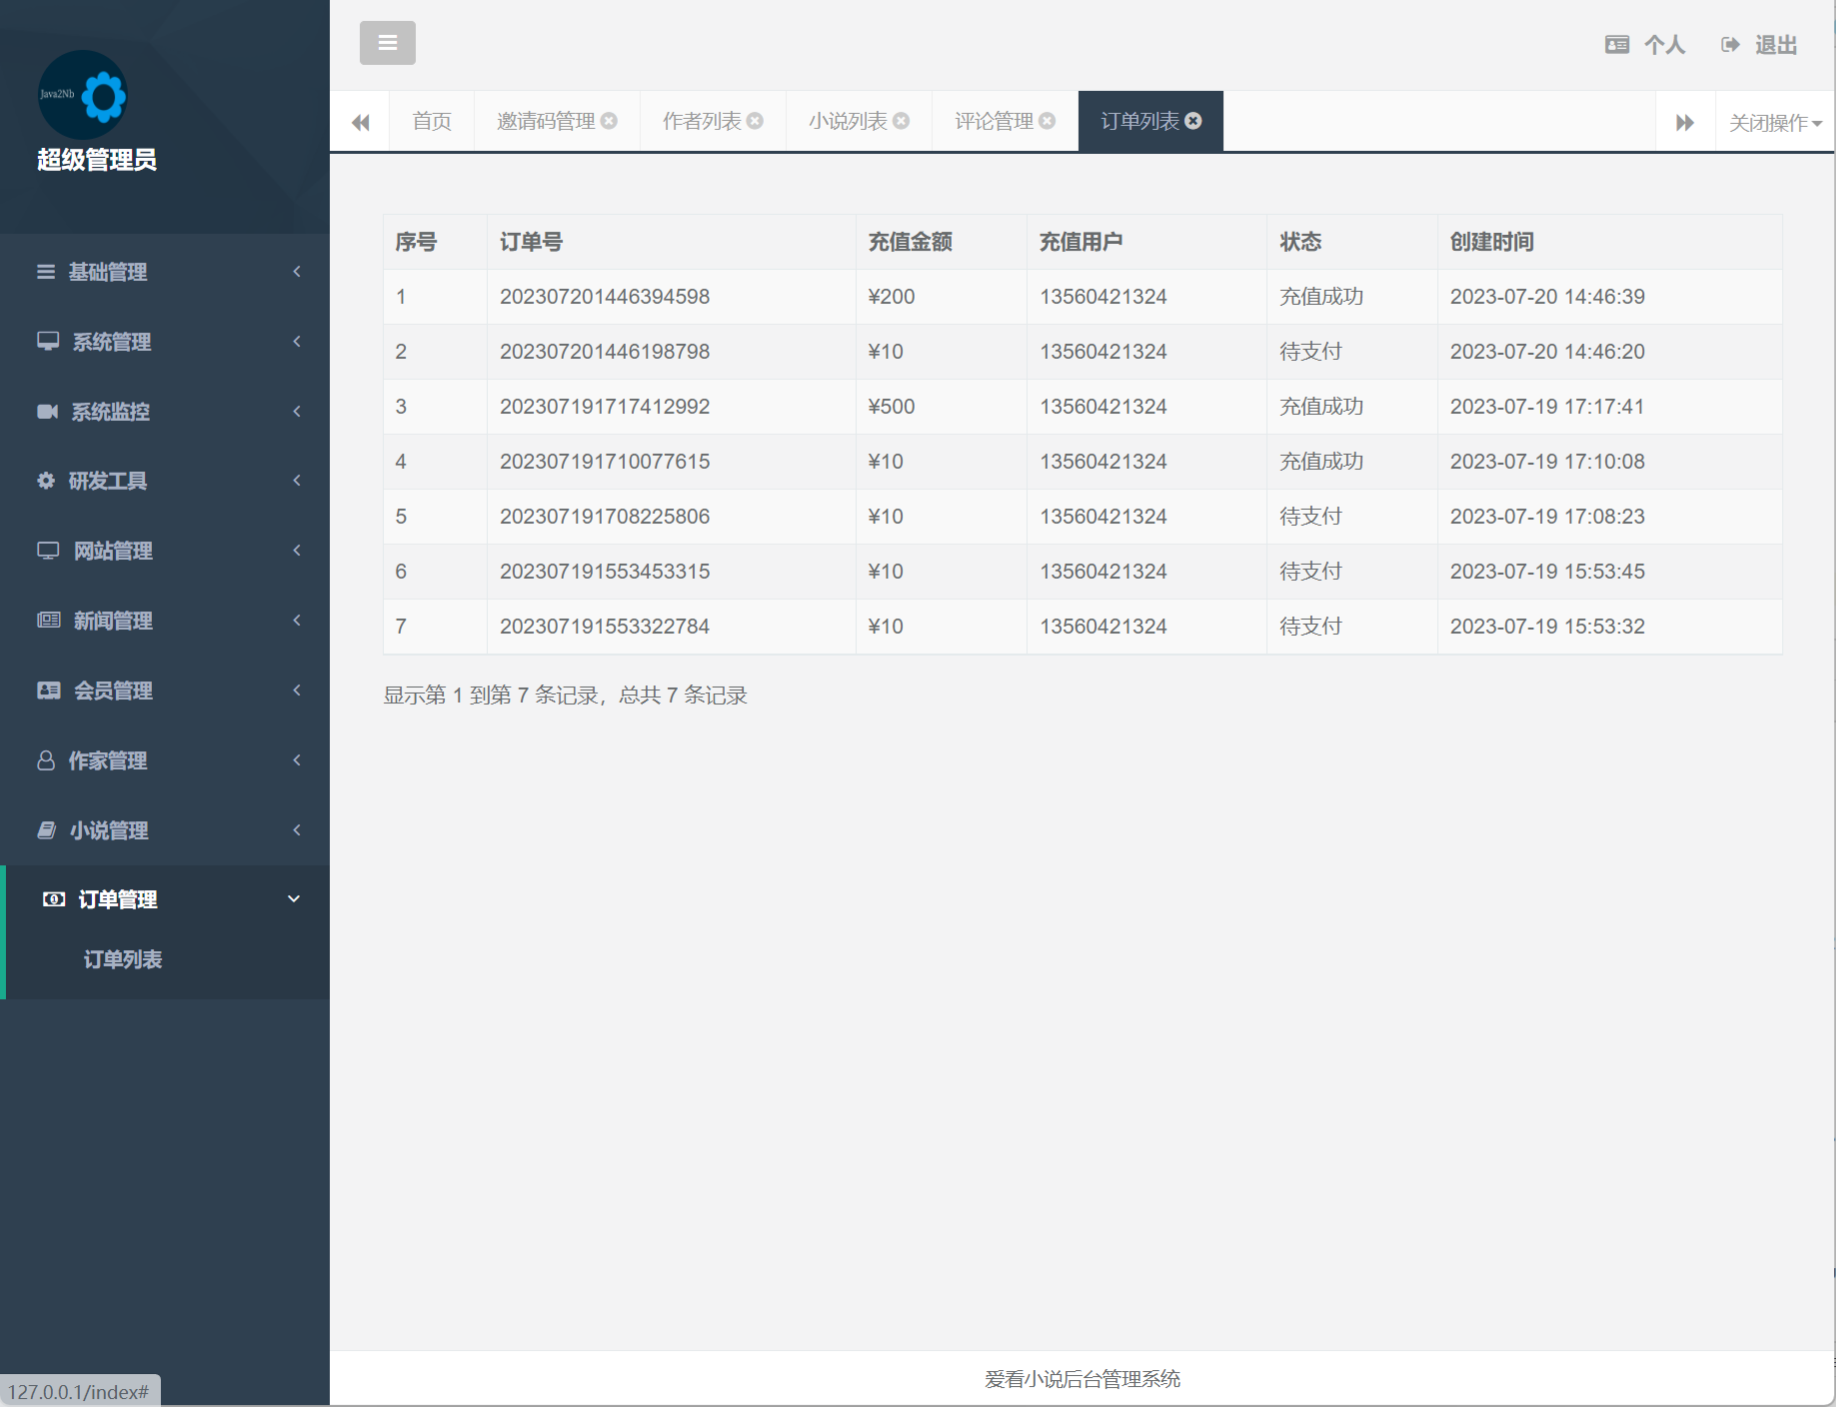 Java2Nb
超级管理员
个人 退出
首页 邀请码管理 作者列表 小说列表 评论管理 订单列表 关闭操作
基础管理
系统管理
系统监控
研发工具
网站管理
新闻管理
会员管理
作家管理
小说管理
订单管理
订单列表
序号 订单号 充值金额 充值用户 状态 创建时间
1 202307201446394598 ¥200 13560421324 充值成功 2023-07-20 14:46:39
2 202307201446198798 ¥10 13560421324 待支付 2023-07-20 14:46:20
3 202307191717412992 ¥500 13560421324 充值成功 2023-07-19 17:17:41
4 202307191710077615 ¥10 13560421324 充值成功 2023-07-19 17:10:08
5 202307191708225806 ¥10 13560421324 待支付 2023-07-19 17:08:23
6 202307191553453315 ¥10 13560421324 待支付 2023-07-19 15:53:45
7 202307191553322784 ¥10 13560421324 待支付 2023-07-19 15:53:32
显示第 1 到第 7 条记录，总共 7 条记录
爱看小说后台管理系统
127.0.0.1/index#